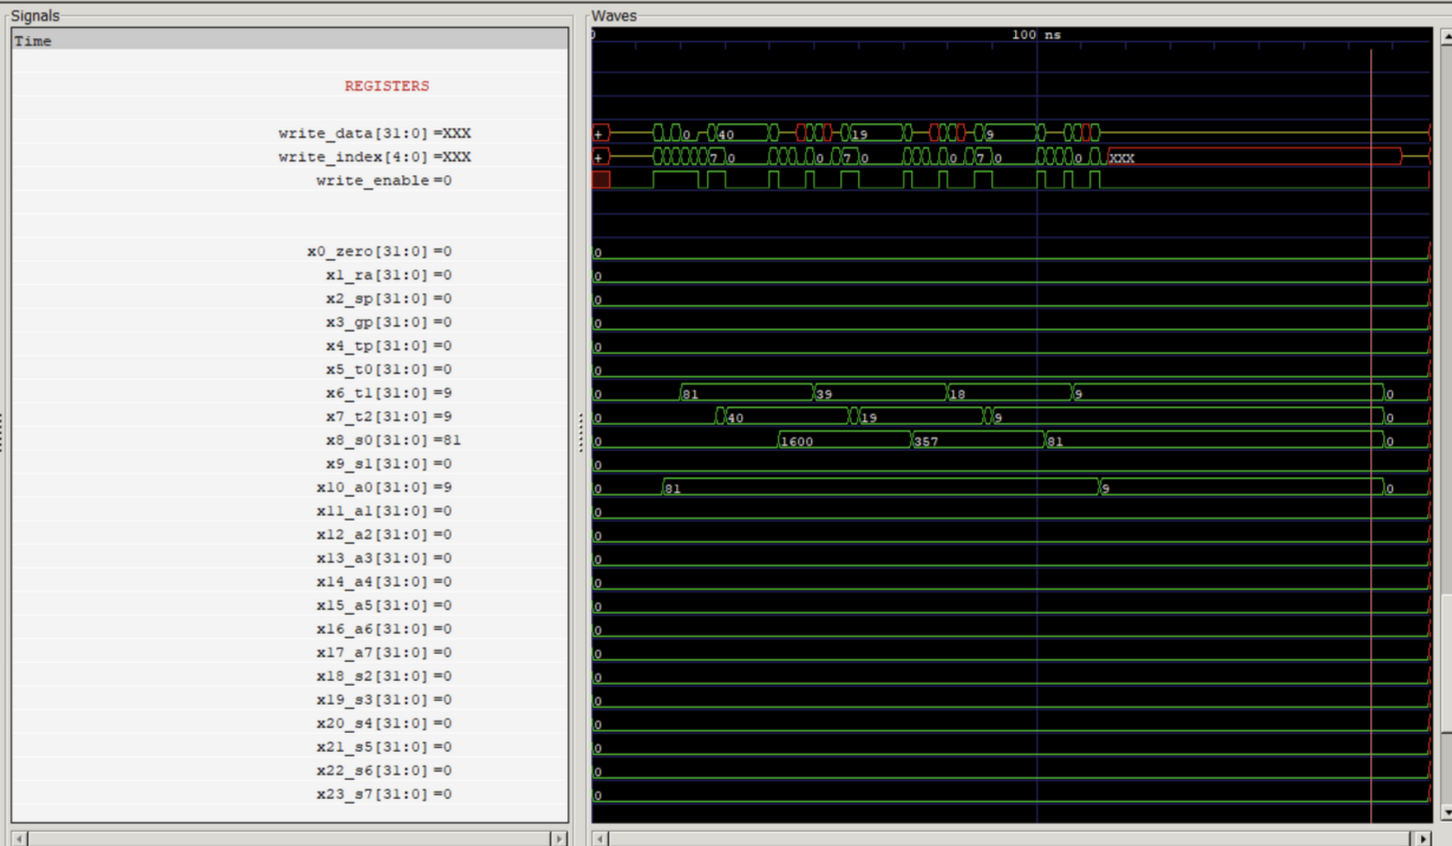 Signals Waves
Time
0 100 ns
REGISTERS
write_data[31:0]=XXX + 0 40 19 9
write_index[4:0]=XXX + 7 0 0 7 0 0 7 0 0 XXX
write_enable=0
x0_zero[31:0]=0 0
x1_ra[31:0]=0 0
x2_sp[31:0]=0 0
x3_gp[31:0]=0 0
x4_tp[31:0]=0 0
x5_t0[31:0]=0 0
x6_t1[31:0]=9 0 81 39 18 9 0
x7_t2[31:0]=9 0 40 19 9 0
x8_s0[31:0]=81 0 1600 357 81 0
x9_s1[31:0]=0 0
x10_a0[31:0]=9 0 81 9 0
x11_a1[31:0]=0 0
x12_a2[31:0]=0 0
x13_a3[31:0]=0 0
x14_a4[31:0]=0 0
x15_a5[31:0]=0 0
x16_a6[31:0]=0 0
x17_a7[31:0]=0 0
x18_s2[31:0]=0 0
x19_s3[31:0]=0 0
x20_s4[31:0]=0 0
x21_s5[31:0]=0 0
x22_s6[31:0]=0 0
x23_s7[31:0]=0 0